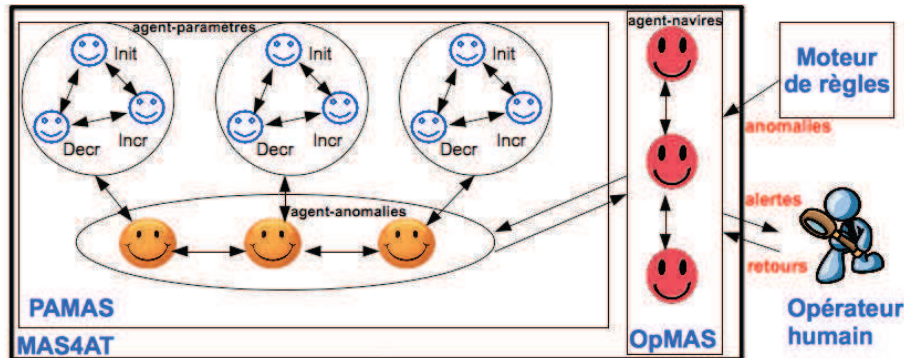 agent-paramètres
agent-navires
Init
Init
Init
Incr
Incr
Incr
Decr
Decr
Decr
Moteur
de règles
anomalies
agent-anomalies
alertes
retours
PAMAS
OpMAS
Opérateur
humain
MAS4AT